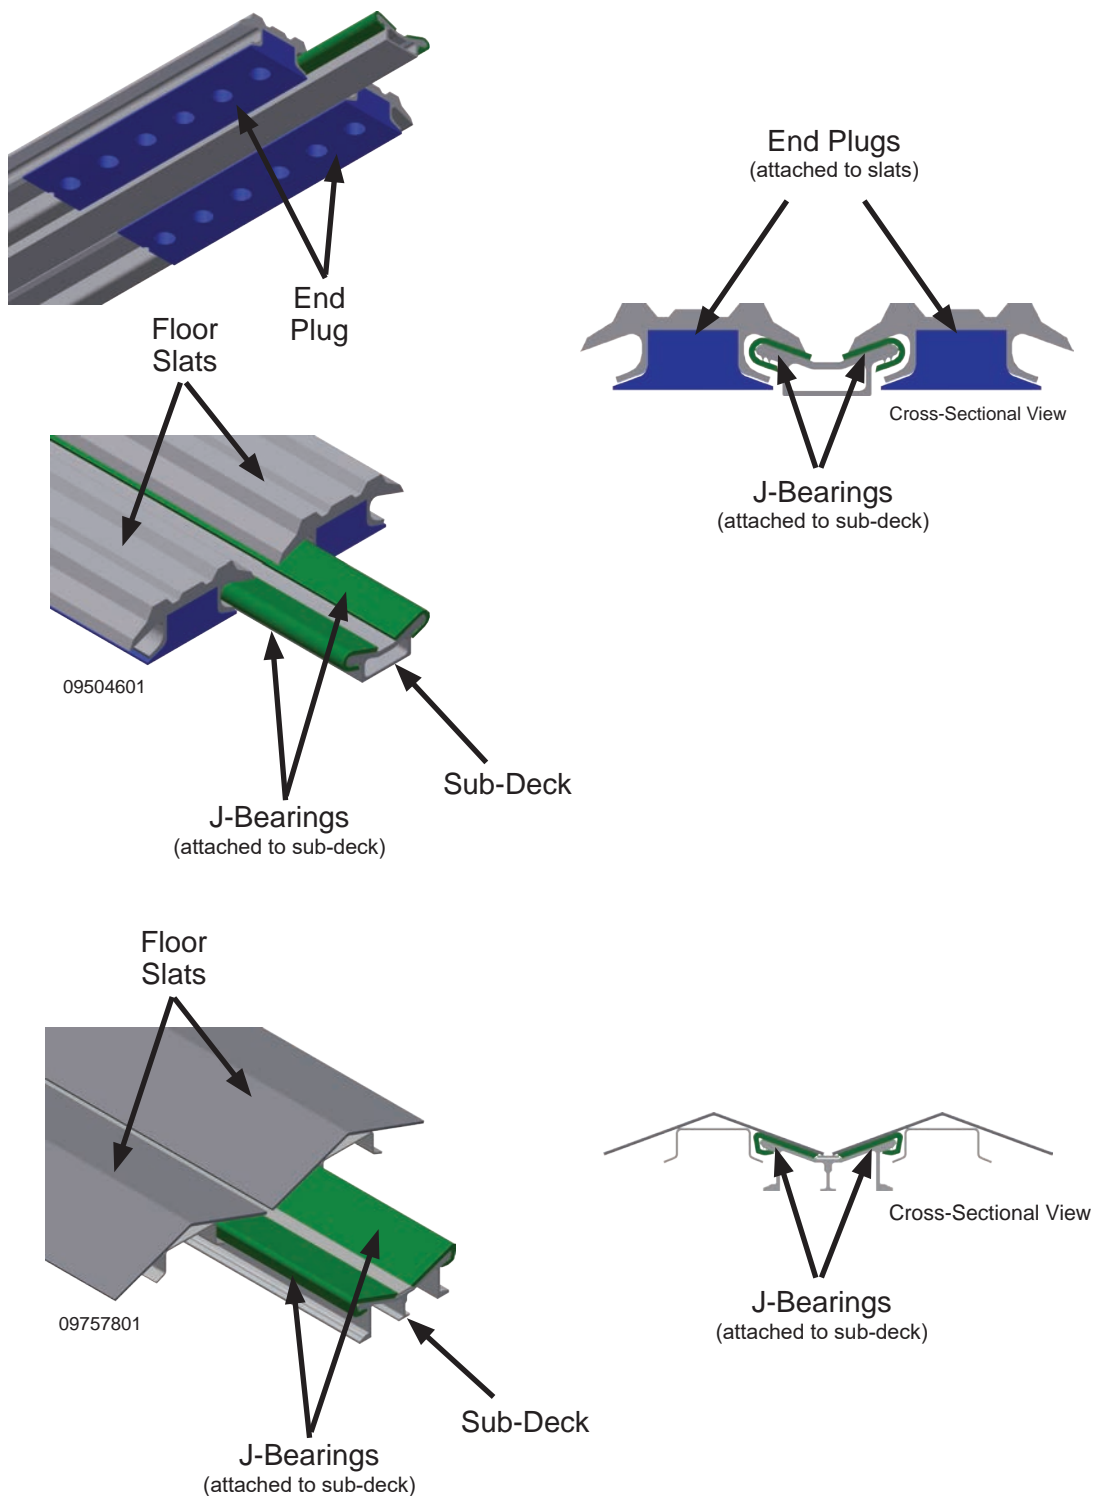 End
Plug
End Plugs
(attached to slats)
Cross-Sectional View
J-Bearings
(attached to sub-deck)
Floor
Slats
09504601
Sub-Deck
J-Bearings
(attached to sub-deck)
Floor
Slats
09757801
Sub-Deck
J-Bearings
(attached to sub-deck)
Cross-Sectional View
J-Bearings
(attached to sub-deck)